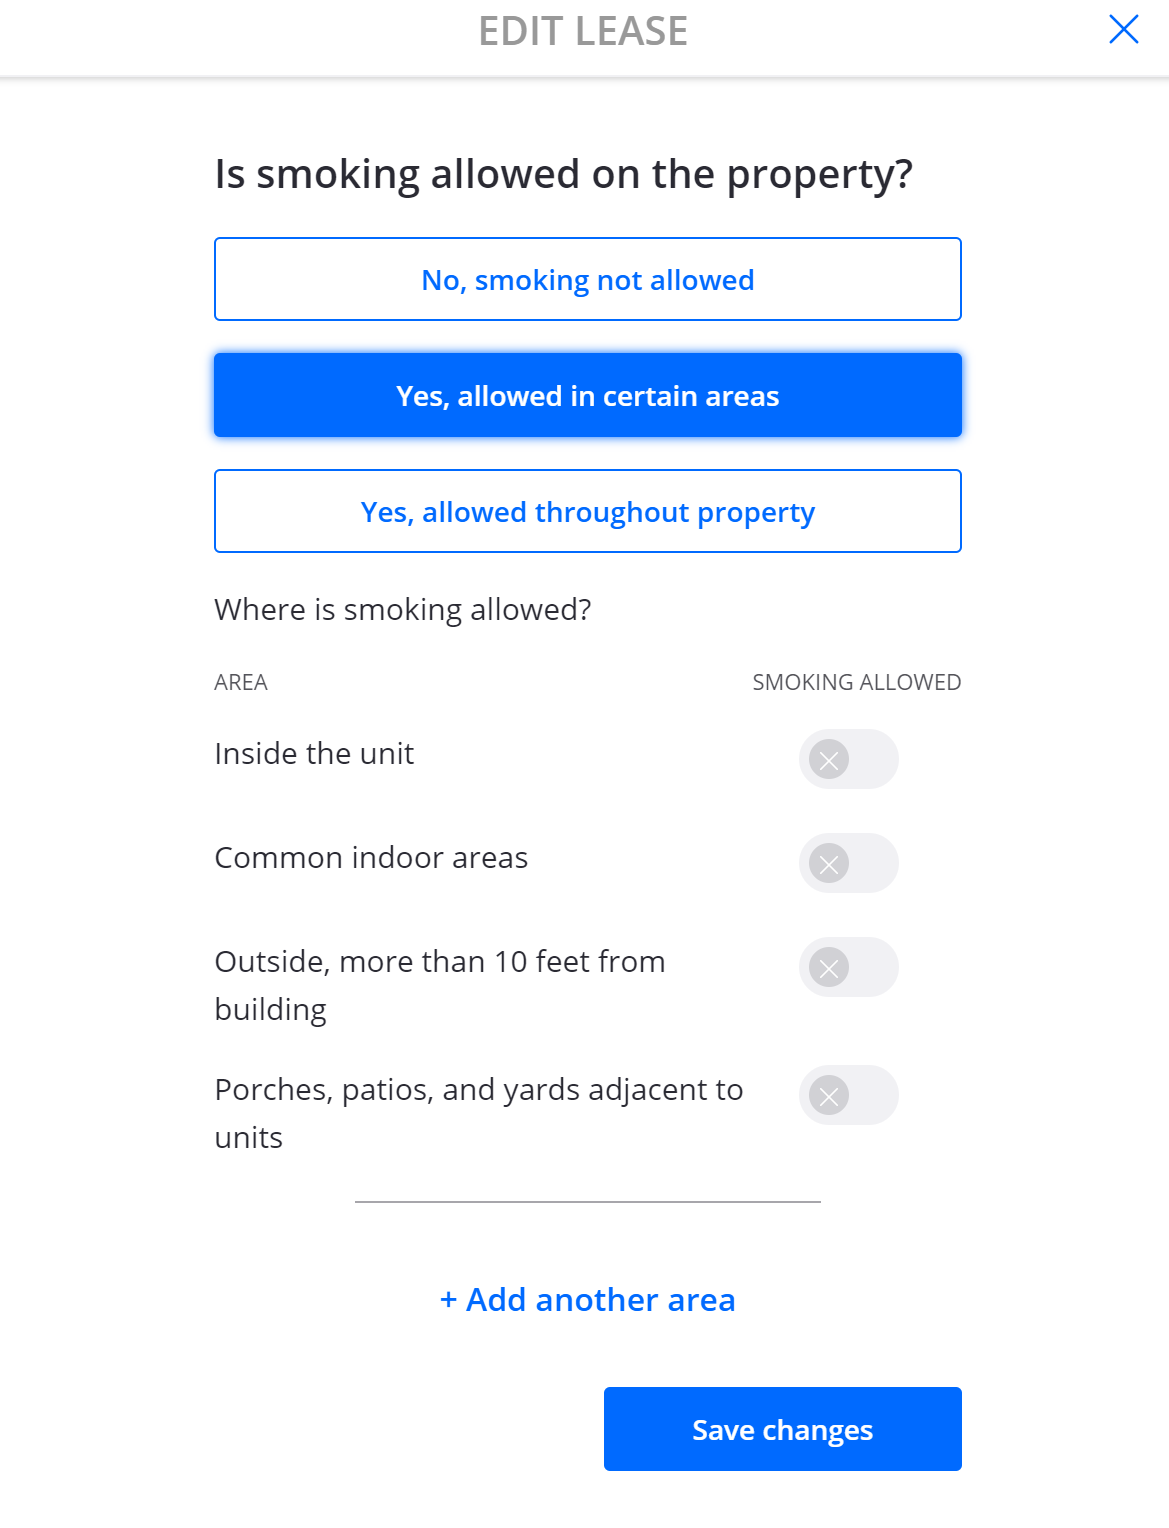 EDIT LEASE
Is smoking allowed on the property?
No, smoking not allowed
Yes, allowed in certain areas
Yes, allowed throughout property
Where is smoking allowed?
AREA SMOKING ALLOWED
Inside the unit
Common indoor areas
Outside, more than 10 feet from
building
Porches, patios, and yards adjacent to
units
+ Add another area
Save changes